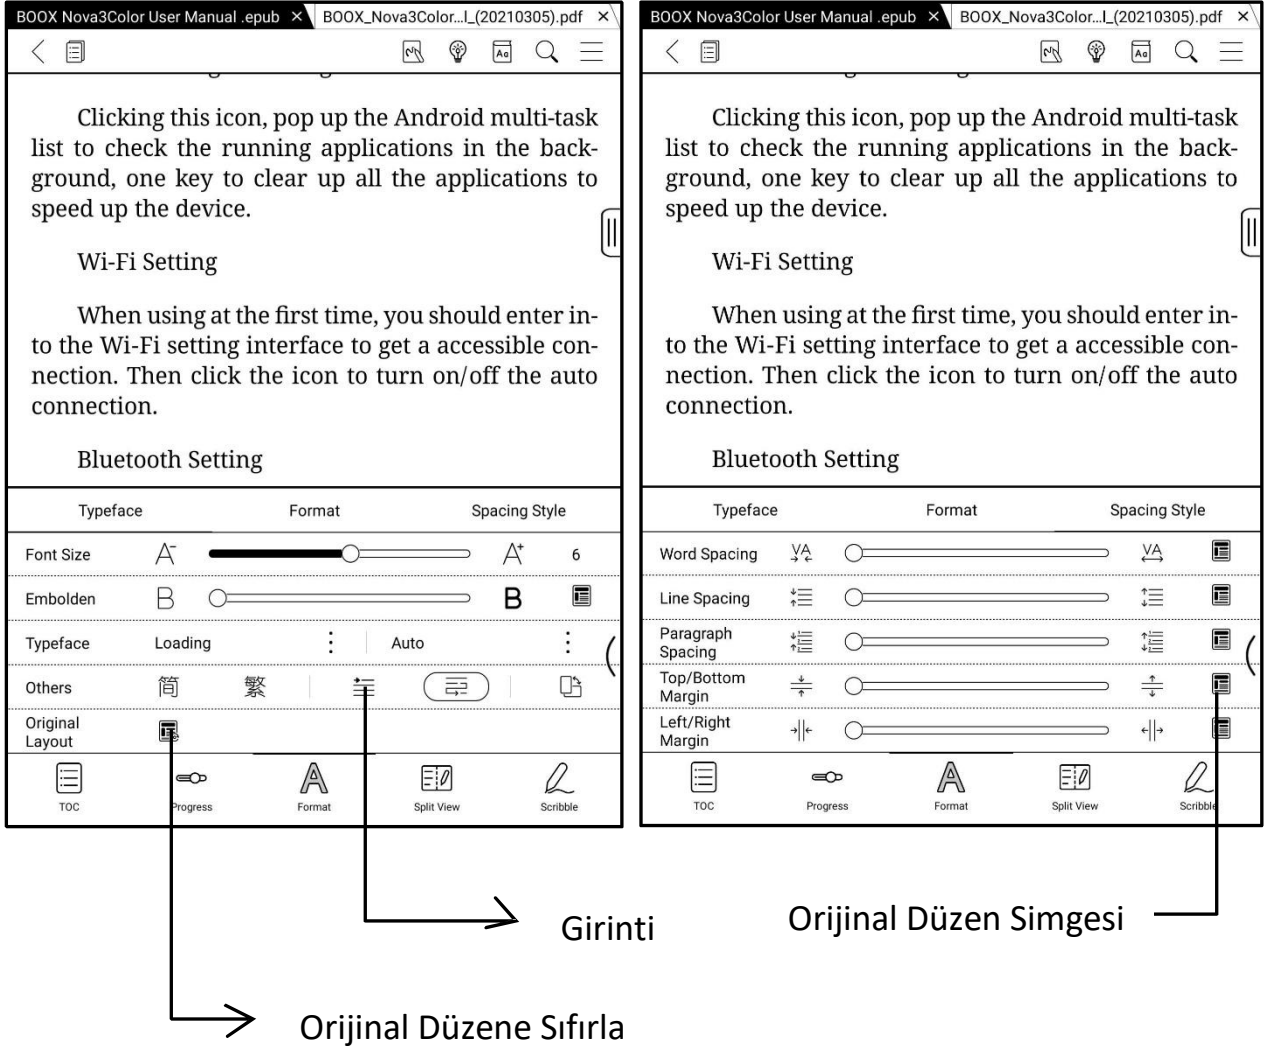 BOOX Nova3Color User Manual .epub × BOOX_Nova3Color...l_(20210305).pdf ×
Clicking this icon, pop up the Android multi-task
list to check the running applications in the back-
ground, one key to clear up all the applications to
speed up the device.
Wi-Fi Setting
When using at the first time, you should enter in-
to the Wi-Fi setting interface to get a accessible con-
nection. Then click the icon to turn on/off the auto
connection.
Bluetooth Setting
Typeface Format Spacing Style
Font Size A- A+ 6
Embolden B B
Typeface Loading Auto
Others 简 繁
Original
Layout
TOC Progress Format Split View Scribble
BOOX Nova3Color User Manual .epub × BOOX_Nova3Color...l_(20210305).pdf ×
Clicking this icon, pop up the Android multi-task
list to check the running applications in the back-
ground, one key to clear up all the applications to
speed up the device.
Wi-Fi Setting
When using at the first time, you should enter in-
to the Wi-Fi setting interface to get a accessible con-
nection. Then click the icon to turn on/off the auto
connection.
Bluetooth Setting
Typeface Format Spacing Style
Word Spacing VA VA
Line Spacing
Paragraph
Spacing
Top/Bottom
Margin
Left/Right
Margin
TOC Progress Format Split View Scribble
Girinti
Orijinal Düzen Simgesi
Orijinal Düzene Sıfırla